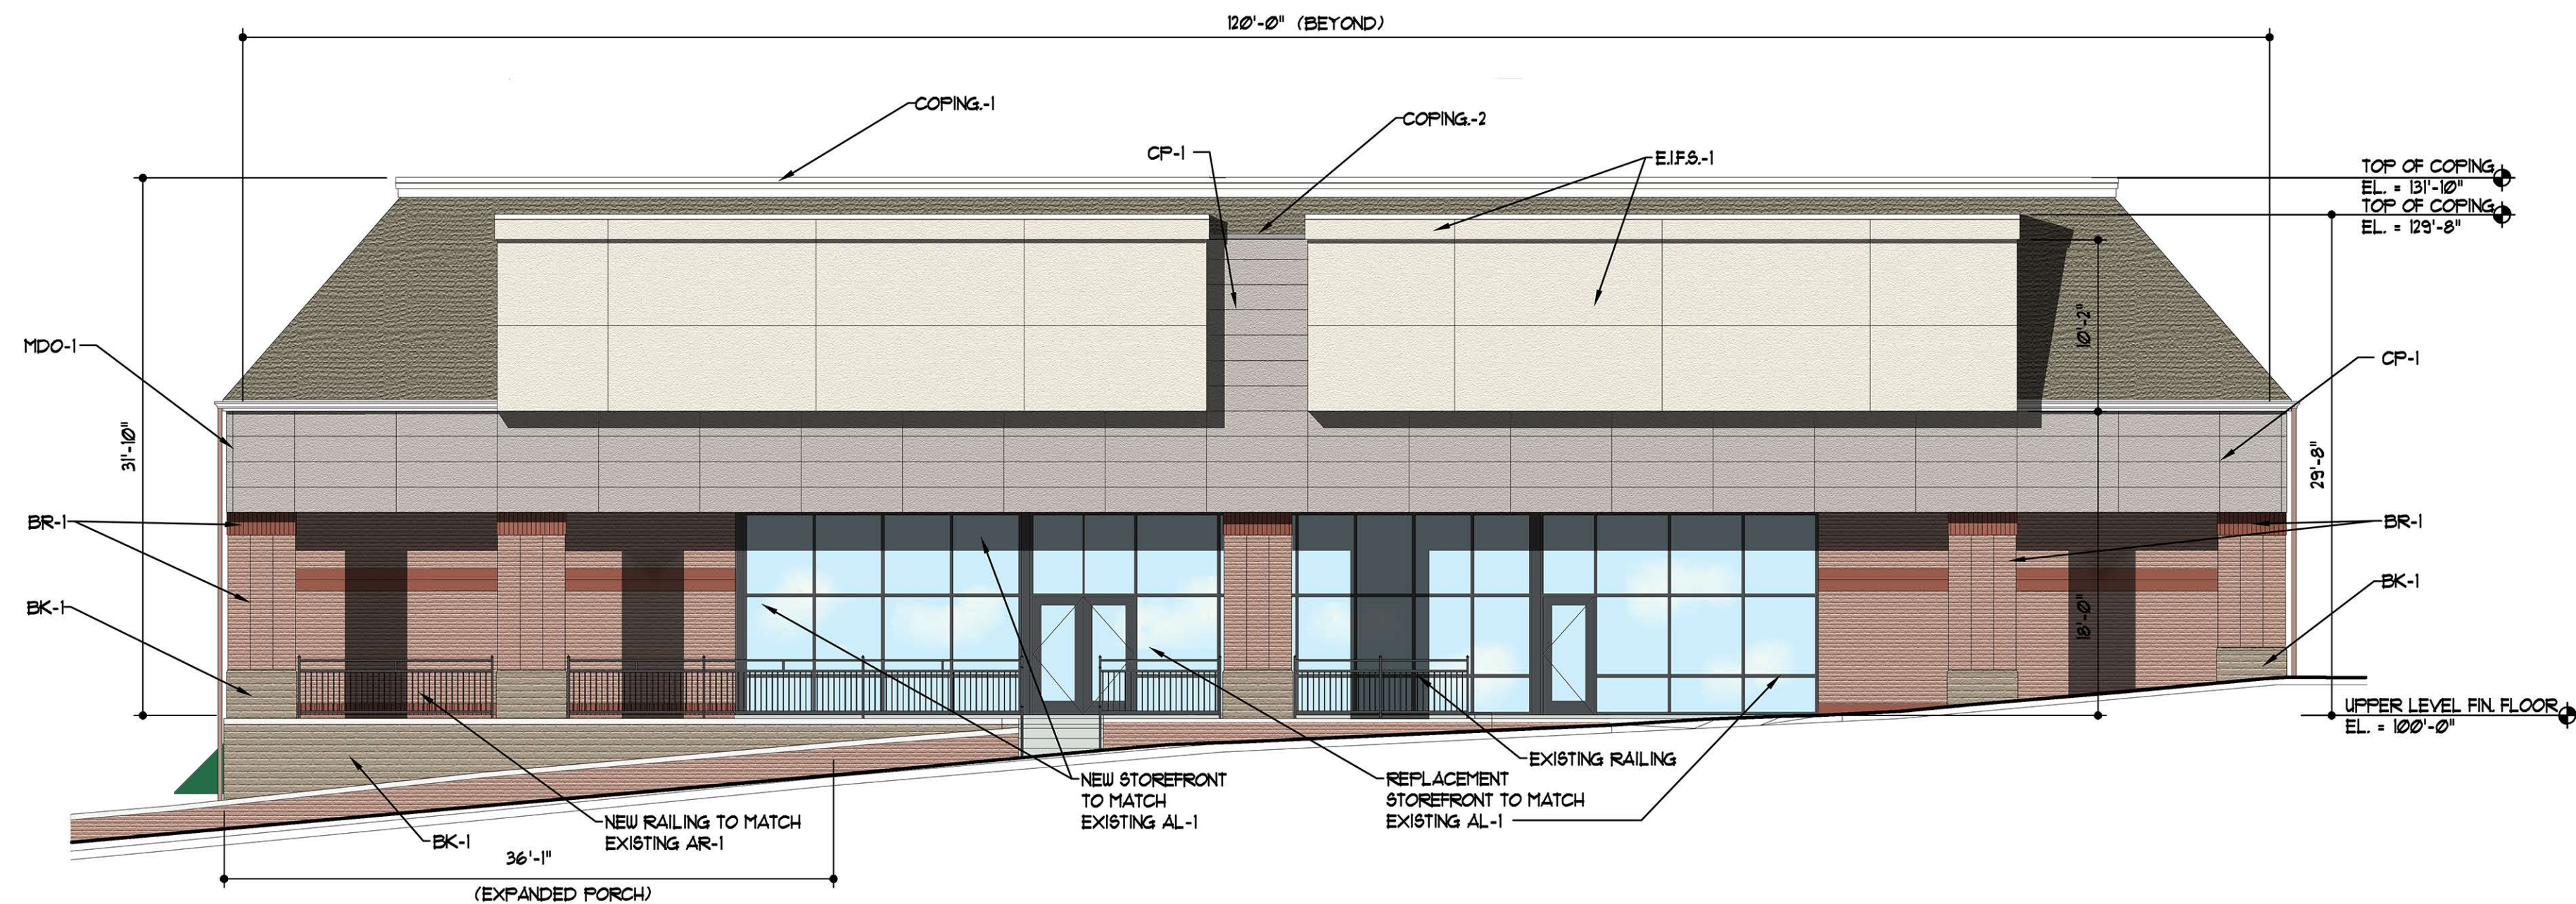 120'-0" (BEYOND)
COPING.-1
COPING.-2
CP-1
E.I.F.S.-1
TOP OF COPING
EL. = 131'-10"
TOP OF COPING
EL. = 129'-8"
10'-2"
MDO-1
CP-1
31'-10"
29'-8"
BR-1
BR-1
BK-1
BK-1
18'-0"
UPPER LEVEL FIN. FLOOR
EL. = 100'-0"
EXISTING RAILING
NEW STOREFRONT
TO MATCH
EXISTING AL-1
REPLACEMENT
STOREFRONT TO MATCH
EXISTING AL-1
NEW RAILING TO MATCH
EXISTING AR-1
BK-1
36'-1"
(EXPANDED PORCH)